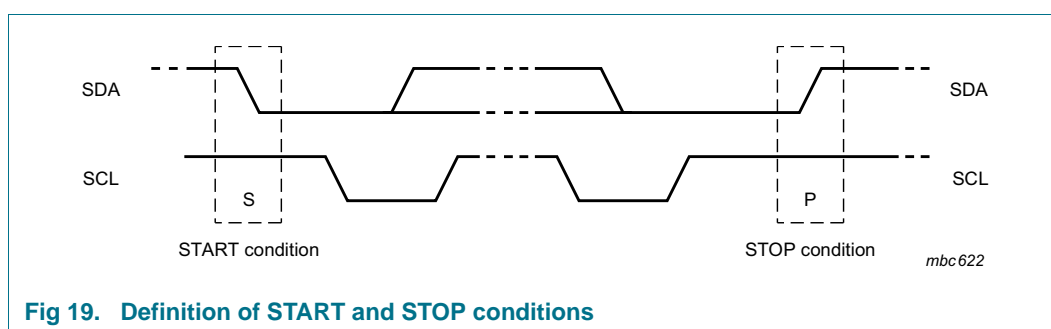 SDA
SDA
SCL
SCL
S
P
START condition
STOP condition
mbc622
Fig 19. Definition of START and STOP conditions